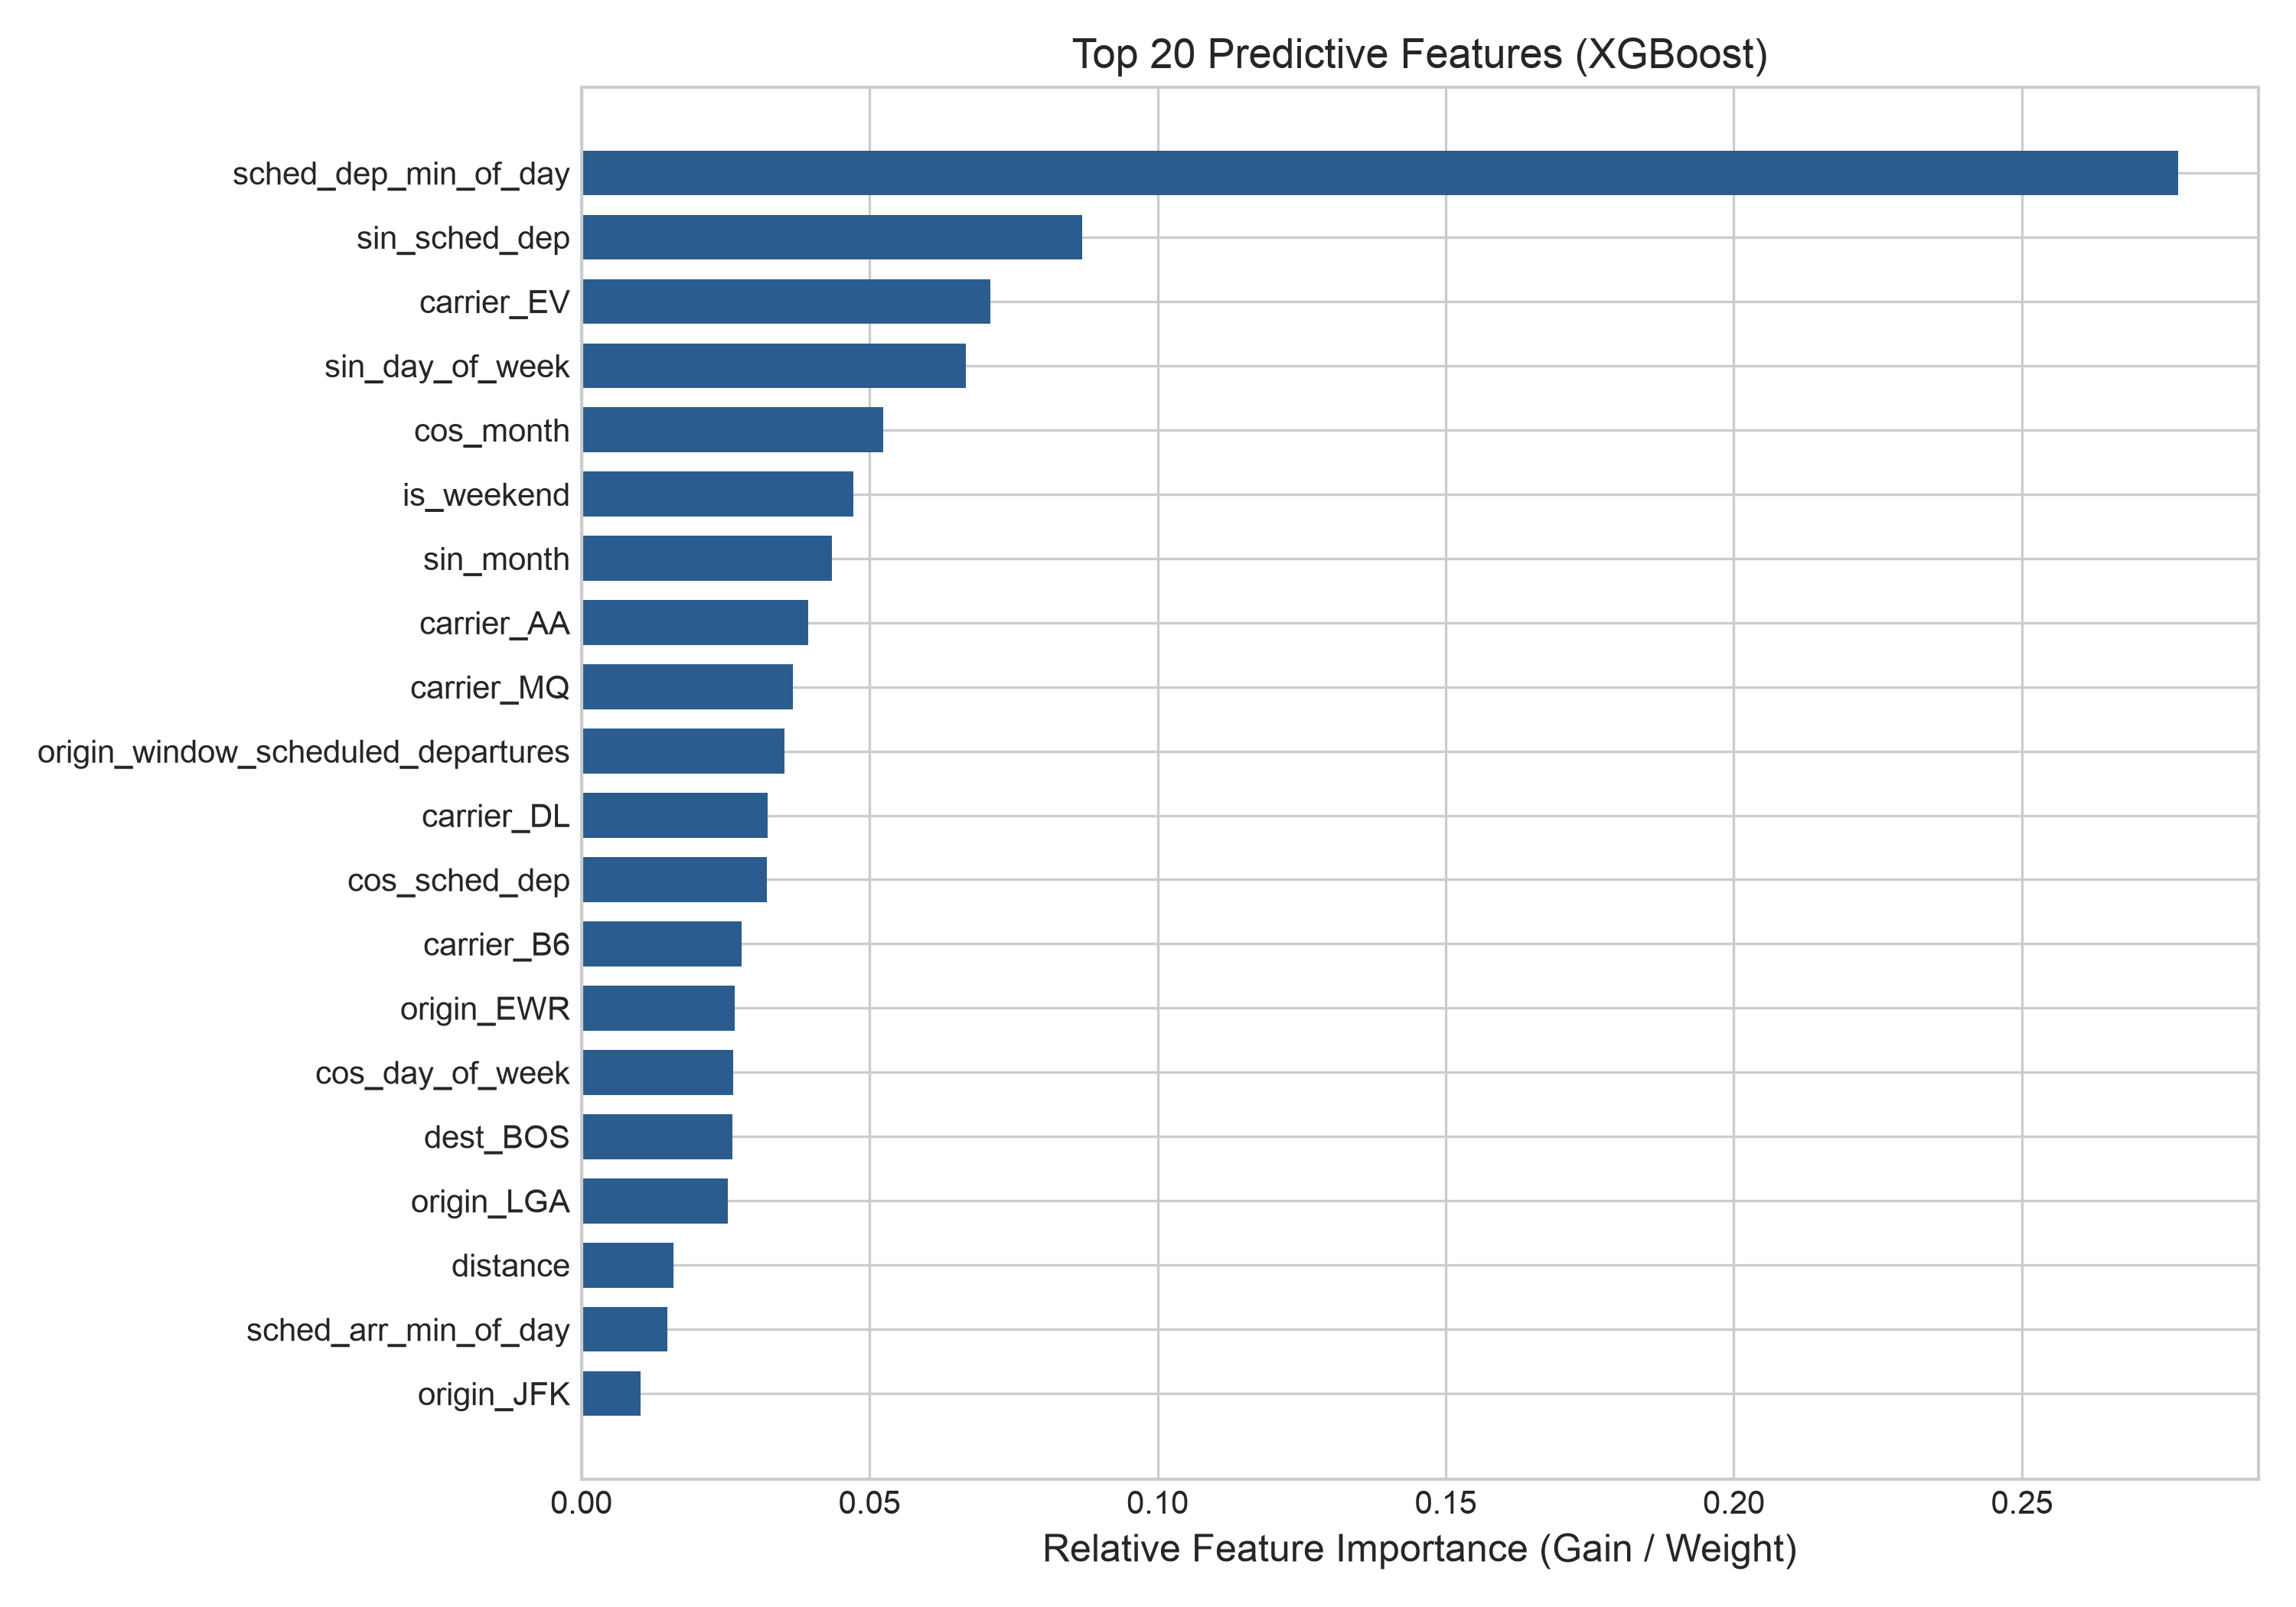 Top 20 Predictive Features (XGBoost)
sched_dep_min_of_day
sin_sched_dep
carrier_EV
sin_day_of_week
cos_month
is_weekend
sin_month
carrier_AA
carrier_MQ
origin_window_scheduled_departures
carrier_DL
cos_sched_dep
carrier_B6
origin_EWR
cos_day_of_week
dest_BOS
origin_LGA
distance
sched_arr_min_of_day
origin_JFK
0.00 0.05 0.10 0.15 0.20 0.25
Relative Feature Importance (Gain / Weight)